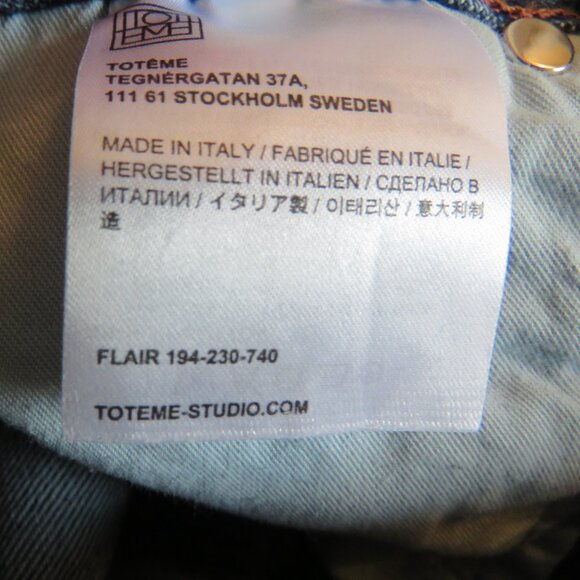 TOTEME
TOTÊME
TEGNÉRGATAN 37A,
111 61 STOCKHOLM SWEDEN
MADE IN ITALY / FABRIQUÉ EN ITALIE /
HERGESTELLT IN ITALIEN / СДЕЛАНО В
ИТАЛИИ / イタリア製 / 이태리산 / 意大利制
造
FLAIR 194-230-740
TOTEME-STUDIO.COM